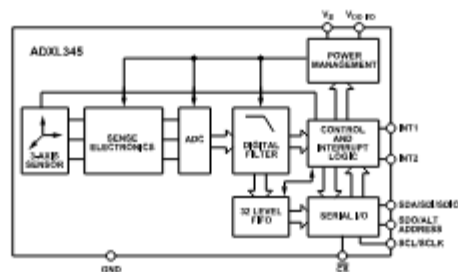 ADXL345
VS
VDD I/O
POWER
MANAGEMENT
3-AXIS
SENSOR
SENSE
ELECTRONICS
ADC
DIGITAL
FILTER
CONTROL
AND
INTERRUPT
LOGIC
INT1
INT2
32 LEVEL
FIFO
SERIAL I/O
SDA/SDI/SDIO
SDO/ALT
ADDRESS
SCL/SCLK
GND
CS